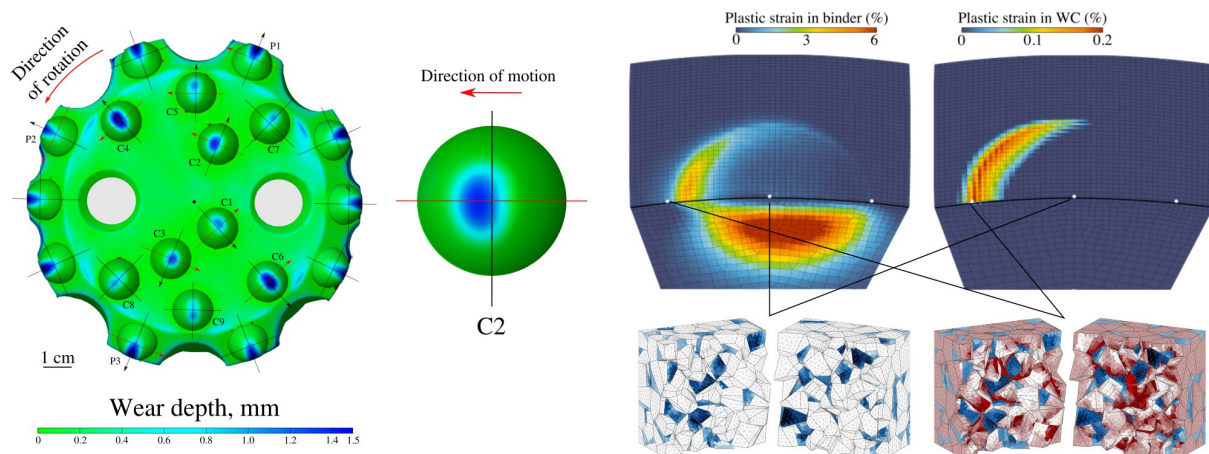 Direction
of rotation
P1
C5
C4
C2
C7
P2
C1
C3
C6
C8
C9
P3
1 cm
Wear depth, mm
0 0.2 0.4 0.6 0.8 1.0 1.2 1.4 1.5
Direction of motion
C2
Plastic strain in binder (%)
0 3 6
Plastic strain in WC (%)
0 0.1 0.2